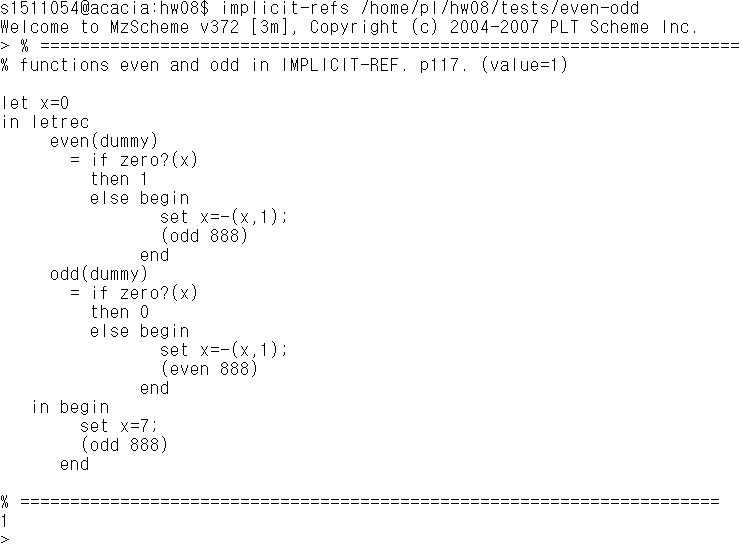 s1511054@acacia:hw08$ implicit-refs /home/pl/hw08/tests/even-odd
Welcome to MzScheme v372 [3m], Copyright (c) 2004-2007 PLT Scheme Inc.
> % ======================================================================
% functions even and odd in IMPLICIT-REF. p117. (value=1)
let x=0
in letrec
even(dummy)
= if zero?(x)
then 1
else begin
set x=-(x,1);
(odd 888)
end
odd(dummy)
= if zero?(x)
then 0
else begin
set x=-(x,1);
(even 888)
end
in begin
set x=7;
(odd 888)
end
% ======================================================================
1
>